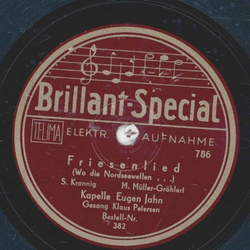 Brillant-Special
TELIMA ELEKTR. AUFNAHME
786
Friesenlied
(Wo die Nordseewellen ...)
S. Krannig M. Müller-Grählert
Kapelle Eugen Jahn
Gesang Klaus Petersen
Bestell-Nr.
382